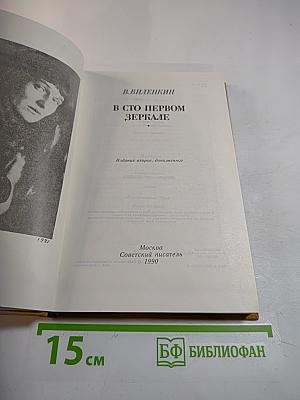 В. ВИЛЕНКИН
В СТО ПЕРВОМ
ЗЕРКАЛЕ
Издание второе, дополненное
Москва
Советский писатель
1990
15 см
БФ БИБЛИОФАН